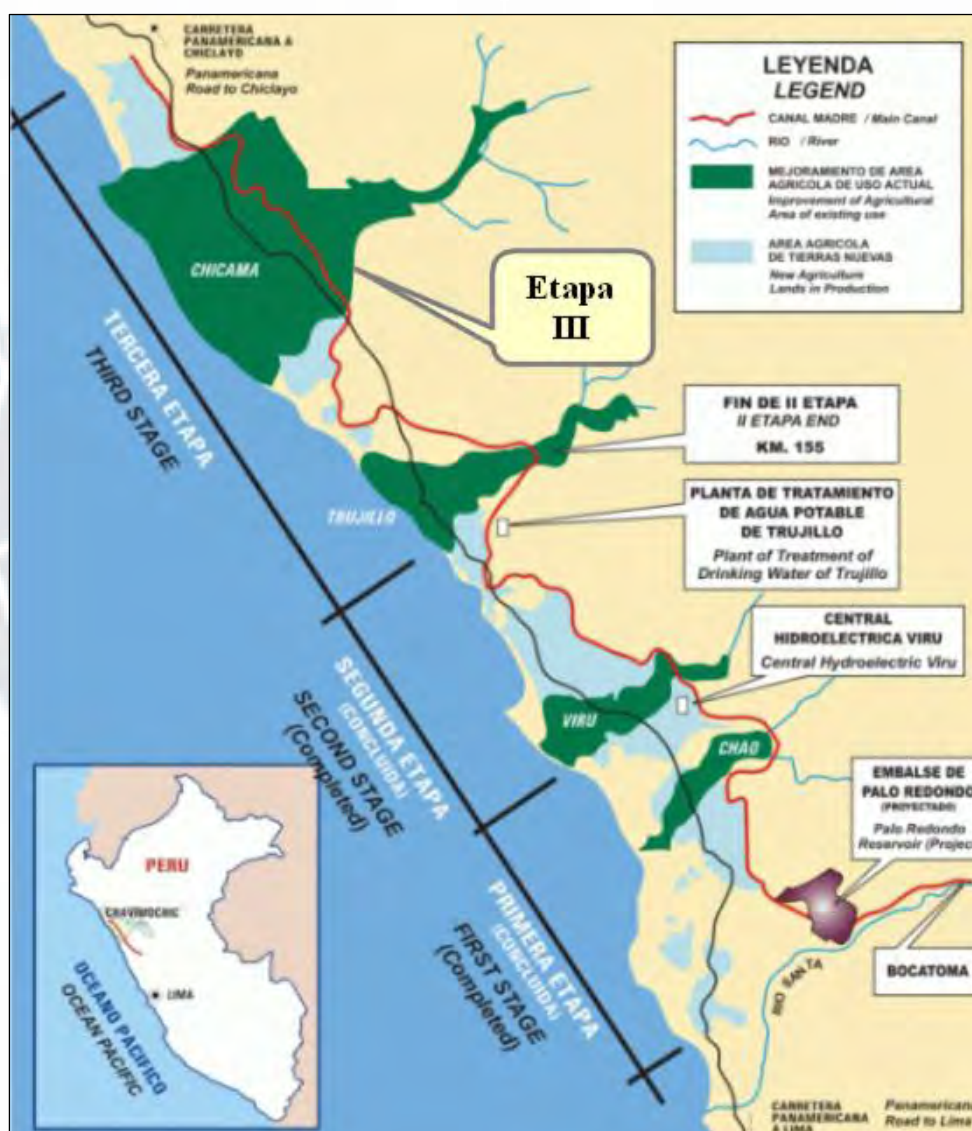 CARRETERA
PANAMERICANA A
CHICLAYO
Panamericana
Road to Chiclayo
LEYENDA
LEGEND
CANAL MADRE / Main Canal
RIO / River
MEJORAMIENTO DE AREA
AGRICOLA DE USO ACTUAL
Improvement of Agricultural
Area of existing use
AREA AGRICOLA
DE TIERRAS NUEVAS
New Agriculture
Lands in Production
CHICAMA
Etapa
III
TERCERA ETAPA
THIRD STAGE
FIN DE II ETAPA
II ETAPA END
KM. 155
TRUJILLO
PLANTA DE TRATAMIENTO
DE AGUA POTABLE
DE TRUJILLO
Plant of Treatment of
Drinking Water of Trujillo
CENTRAL
HIDROELECTRICA VIRU
Central Hydroelectric Viru
SEGUNDA ETAPA
(CONCLUIDA)
SECOND STAGE
(Completed)
VIRU
CHAO
EMBALSE DE
PALO REDONDO
(PROYECTADO)
Palo Redondo
Reservoir (Project
PRIMERA ETAPA
(CONCLUIDA)
FIRST STAGE
(Completed)
BOCATOMA
RIO SANTA
PERU
CHAVIMOCHIC
LIMA
OCEANO PACIFICO
OCEAN PACIFIC
CARRETERA
PANAMERICANA
A LIMA
Panamericana
Road to Lima